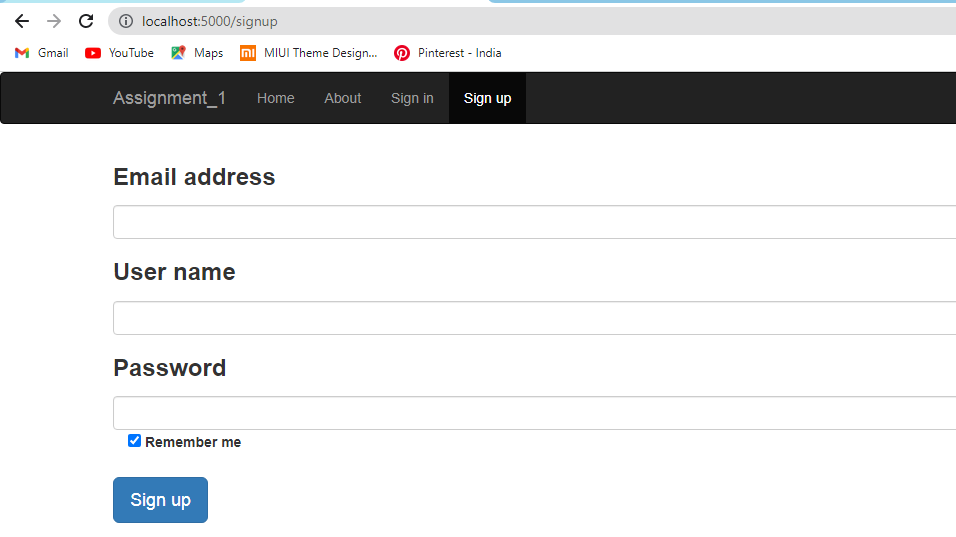 localhost:5000/signup
Gmail YouTube Maps mi MIUI Theme Design... Pinterest - India
Assignment_1 Home About Sign in Sign up
Email address
User name
Password
Remember me
Sign up